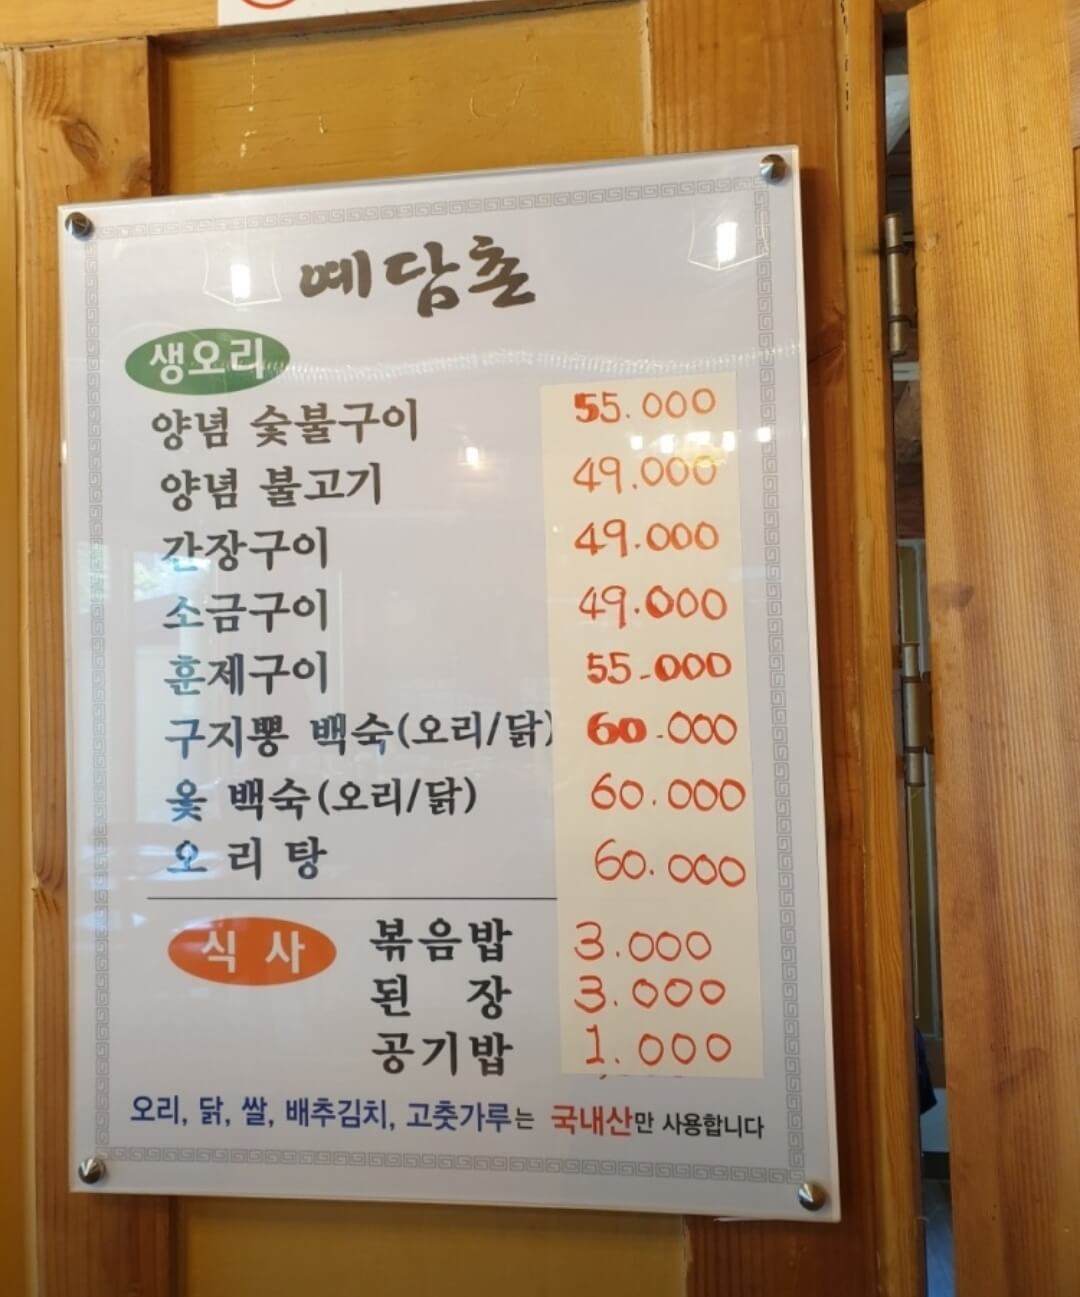 예담촌
생오리
양념 숯불구이 55.000
양념 불고기 49.000
간장구이 49.000
소금구이 49.000
훈제구이 55-000
구지뽕 백숙(오리/닭) 60.000
옻 백숙(오리/닭) 60.000
오리탕 60.000
식사 볶음밥 3.000
된장 3.000
공기밥 1.000
오리, 닭, 쌀, 배추김치, 고춧가루는 국내산만 사용합니다